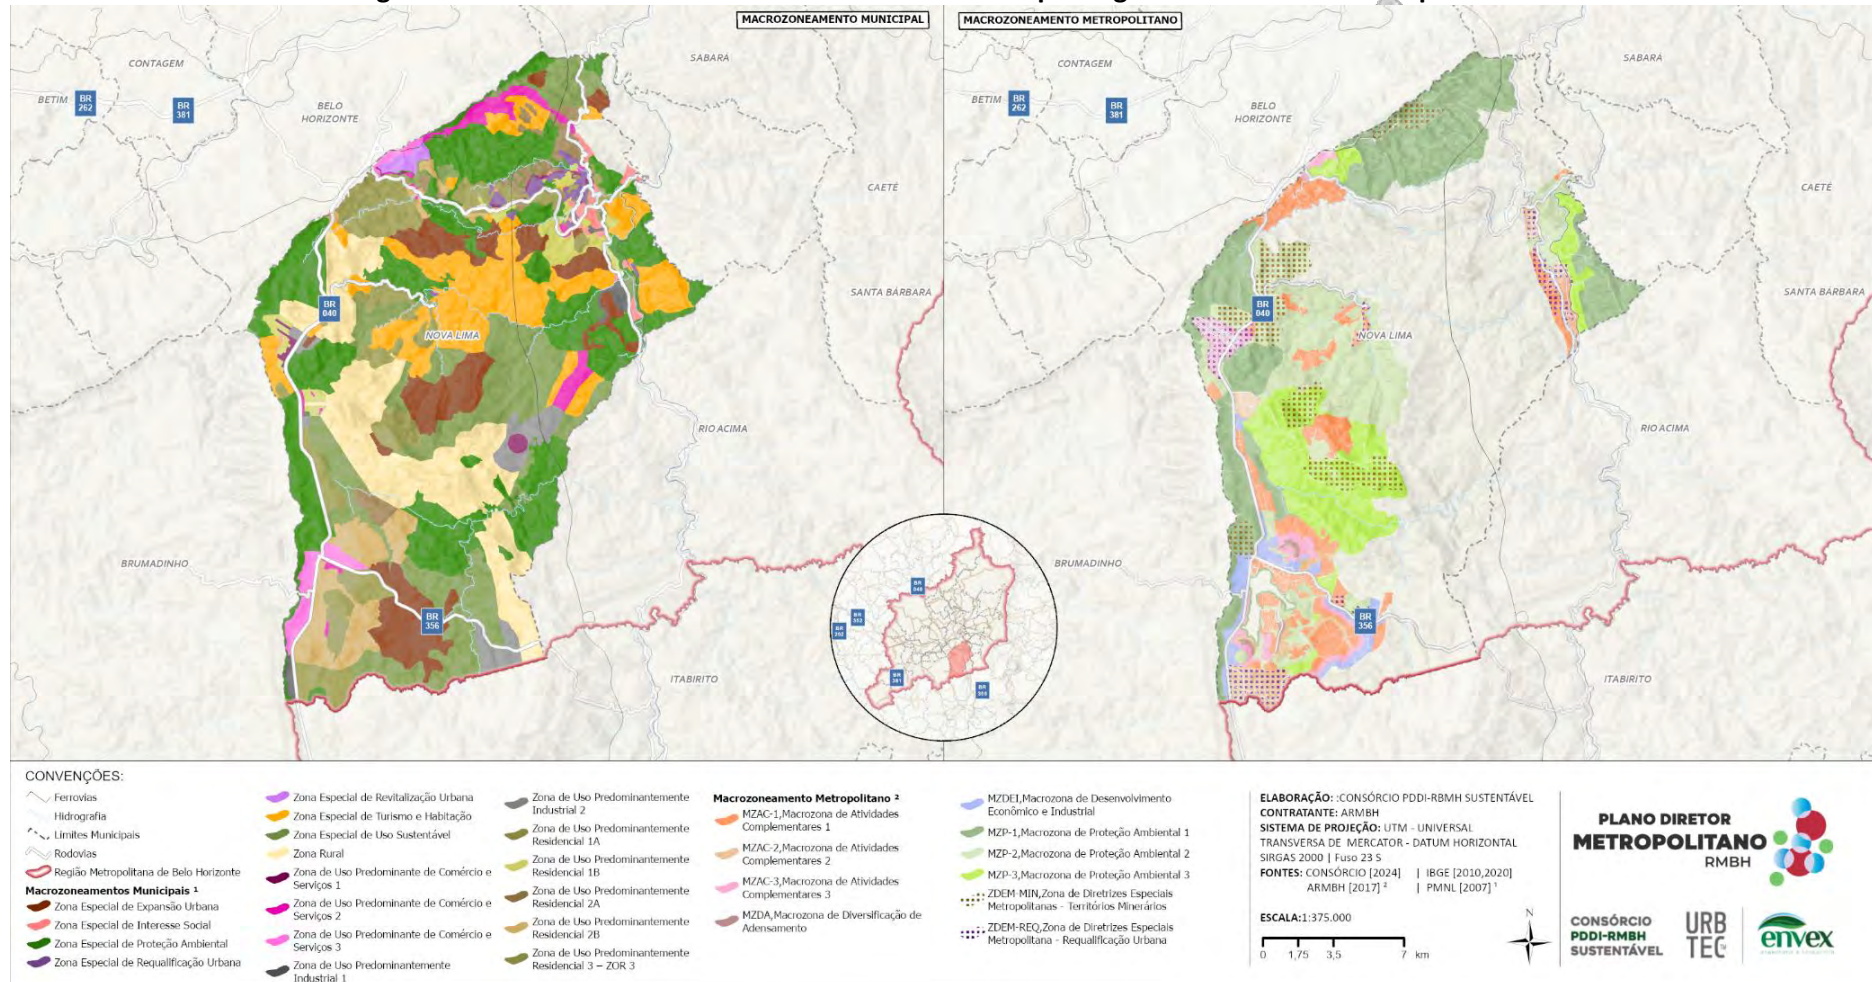 MACROZONEAMENTO MUNICIPAL
CONTAGEM
SABARÁ
BETIM
BR 262
BR 381
BELO HORIZONTE
CAETÉ
SANTA BÁRBARA
BR 040
NOVA LIMA
RIO ACIMA
BRUMADINHO
BR 356
ITABIRITO
MACROZONEAMENTO METROPOLITANO
CONTAGEM
SABARÁ
BETIM
BR 262
BR 381
BELO HORIZONTE
CAETÉ
SANTA BÁRBARA
BR 040
NOVA LIMA
RIO ACIMA
BRUMADINHO
BR 356
ITABIRITO
BR 381
CONVENÇÕES:
Ferrovias
Hidrografia
Limites Municipais
Rodovias
Região Metropolitana de Belo Horizonte
Macrozoneamentos Municipais ¹
Zona Especial de Expansão Urbana
Zona Especial de Interesse Social
Zona Especial de Proteção Ambiental
Zona Especial de Requalificação Urbana
Zona Especial de Revitalização Urbana
Zona Especial de Turismo e Habitação
Zona Especial de Uso Sustentável
Zona Rural
Zona de Uso Predominantemente de Comércio e
Serviços 1
Zona de Uso Predominante de Comércio e
Serviços 2
Zona de Uso Predominante de Comércio e
Serviços 3
Zona de Uso Predominantemente
Industrial 1
Zona de Uso Predominantemente
Industrial 2
Zona de Uso Predominantemente
Residencial 1A
Zona de Uso Predominantemente
Residencial 1B
Zona de Uso Predominantemente
Residencial 2A
Zona de Uso Predominantemente
Residencial 2B
Zona de Uso Predominantemente
Residencial 3 – ZOR 3
Macrozoneamento Metropolitano ²
MZAC-1,Macrozona de Atividades
Complementares 1
MZAC-2,Macrozona de Atividades
Complementares 2
MZAC-3,Macrozona de Atividades
Complementares 3
MZDA,Macrozona de Diversificação de
Adensamento
MZDEI,Macrozona de Desenvolvimento
Econômico e Industrial
MZP-1,Macrozona de Proteção Ambiental 1
MZP-2,Macrozona de Proteção Ambiental 2
MZP-3,Macrozona de Proteção Ambiental 3
ZDEM-MIN,Zona de Diretrizes Especiais
Metropolitanas - Territórios Minerários
ZDEM-REQ,Zona de Diretrizes Especiais
Metropolitana - Requalificação Urbana
ELABORAÇÃO: :CONSÓRCIO PDDI-RBMH SUSTENTÁVEL
CONTRATANTE: ARMBH
SISTEMA DE PROJEÇÃO: UTM - UNIVERSAL
TRANSVERSA DE MERCATOR - DATUM HORIZONTAL
SIRGAS 2000 | Fuso 23 S
FONTES: CONSÓRCIO [2024] | IBGE [2010,2020]
ARMBH [2017] ² | PMNL [2007] ¹
ESCALA:1:375.000
0 1,75 3,5 7 km
N
PLANO DIRETOR
METROPOLITANO
RMBH
CONSÓRCIO
PDDI-RMBH
SUSTENTÁVEL
URB
TEC
envex